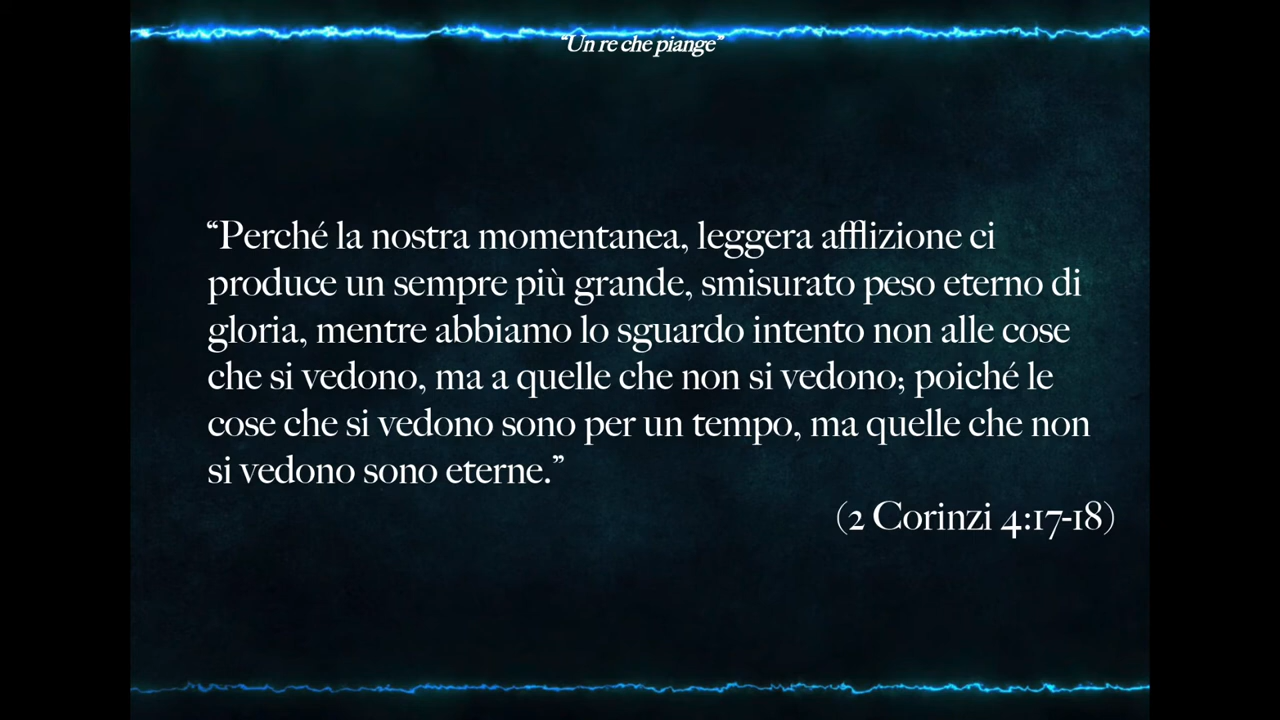 “Un re che piange”
“Perché la nostra momentanea, leggera afflizione ci
produce un sempre più grande, smisurato peso eterno di
gloria, mentre abbiamo lo sguardo intento non alle cose
che si vedono, ma a quelle che non si vedono; poiché le
cose che si vedono sono per un tempo, ma quelle che non
si vedono sono eterne.”
(2 Corinzi 4:17-18)